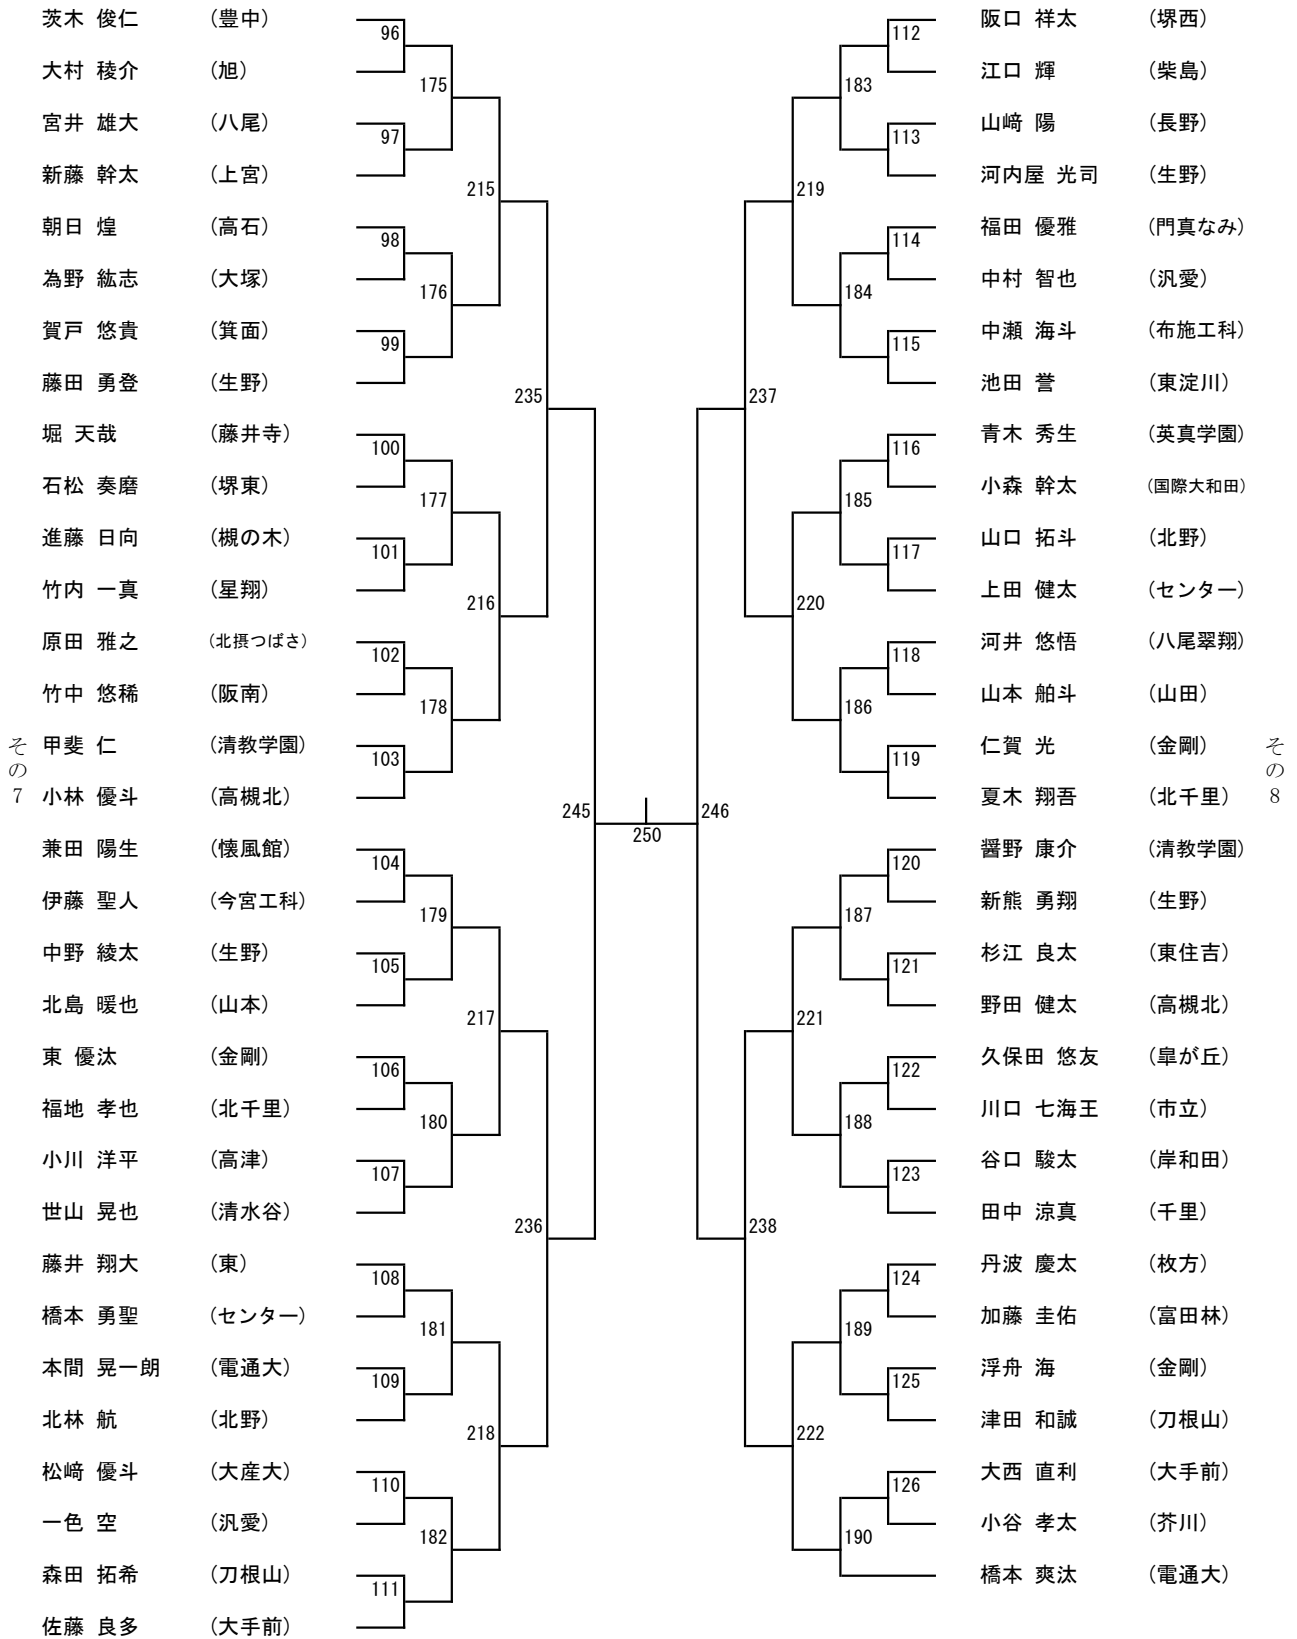 茨木 俊仁 (豊中)
96
大村 稜介 (旭)
175
宮井 雄大 (八尾)
97
新藤 幹太 (上宮)
215
朝日 煌 (高石)
98
為野 紘志 (大塚)
176
賀戸 悠貴 (箕面)
99
藤田 勇登 (生野)
235
堀 天哉 (藤井寺)
100
石松 奏磨 (堺東)
177
進藤 日向 (槻の木)
101
竹内 一真 (星翔)
216
原田 雅之 (北摂つばさ)
102
竹中 悠稀 (阪南)
178
甲斐 仁 (清教学園)
103
小林 優斗 (高槻北)
その7
245
兼田 陽生 (懐風館)
104
伊藤 聖人 (今宮工科)
179
中野 綾太 (生野)
105
北島 暖也 (山本)
217
東 優汰 (金剛)
106
福地 孝也 (北千里)
180
小川 洋平 (高津)
107
世山 晃也 (清水谷)
236
藤井 翔大 (東)
108
橋本 勇聖 (センター)
181
本間 晃一朗 (電通大)
109
北林 航 (北野)
218
松﨑 優斗 (大産大)
110
一色 空 (汎愛)
182
森田 拓希 (刀根山)
111
佐藤 良多 (大手前)
250
阪口 祥太 (堺西)
112
江口 輝 (柴島)
183
山﨑 陽 (長野)
113
河内屋 光司 (生野)
219
福田 優雅 (門真なみ)
114
中村 智也 (汎愛)
184
中瀬 海斗 (布施工科)
115
池田 誉 (東淀川)
237
青木 秀生 (英真学園)
116
小森 幹太 (国際大和田)
185
山口 拓斗 (北野)
117
上田 健太 (センター)
220
河井 悠悟 (八尾翠翔)
118
山本 舶斗 (山田)
186
仁賀 光 (金剛)
119
夏木 翔吾 (北千里)
その8
246
醤野 康介 (清教学園)
120
新熊 勇翔 (生野)
187
杉江 良太 (東住吉)
121
野田 健太 (高槻北)
221
久保田 悠友 (皐が丘)
122
川口 七海王 (市立)
188
谷口 駿太 (岸和田)
123
田中 涼真 (千里)
238
丹波 慶太 (枚方)
124
加藤 圭佑 (富田林)
189
浮舟 海 (金剛)
125
津田 和誠 (刀根山)
222
大西 直利 (大手前)
126
小谷 孝太 (芥川)
190
橋本 爽汰 (電通大)